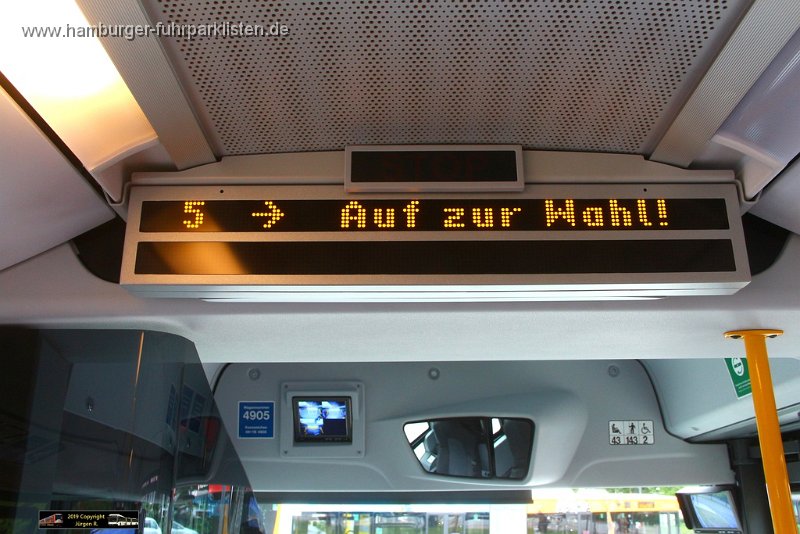 www.hamburger-fuhrparklisten.de
5 → Auf zur Wahl!
4905
43 143 2
2019 Copyright
Jürgen R.